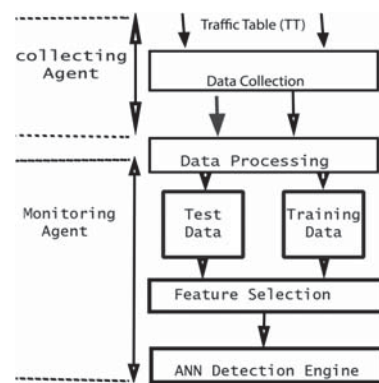 Traffic Table (TT)
collecting
Agent
Data Collection
Data Processing
Monitoring
Agent
Test
Data
Training
Data
Feature Selection
ANN Detection Engine